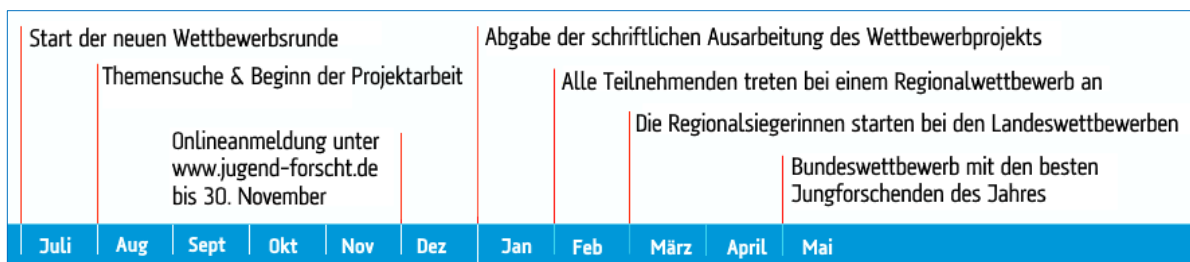 Start der neuen Wettbewerbsrunde
Themensuche & Beginn der Projektarbeit
Onlineanmeldung unter
www.jugend-forscht.de
bis 30. November
Abgabe der schriftlichen Ausarbeitung des Wettbewerbprojekts
Alle Teilnehmenden treten bei einem Regionalwettbewerb an
Die Regionalsiegerinnen starten bei den Landeswettbewerben
Bundeswettbewerb mit den besten
Jungforschenden des Jahres
Juli Aug Sept Okt Nov Dez Jan Feb März April Mai